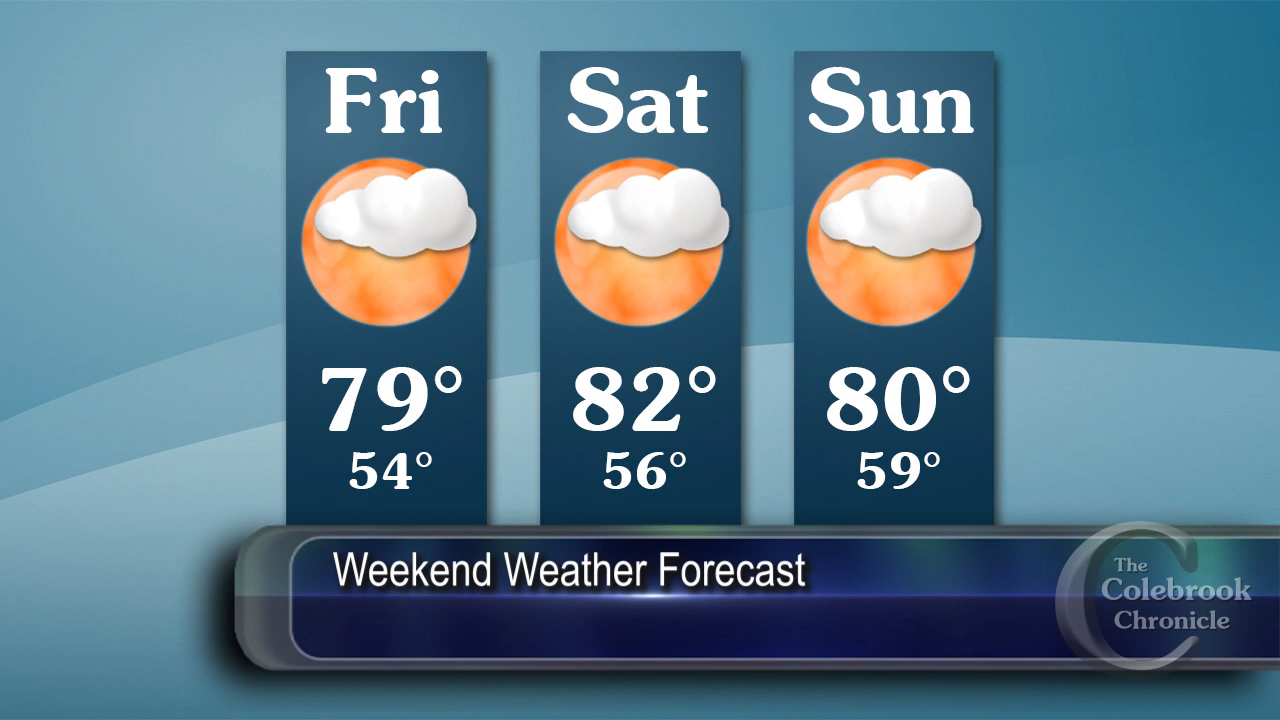 Fri
79°
54°
Sat
82°
56°
Sun
80°
59°
Weekend Weather Forecast
The
Colebrook
Chronicle